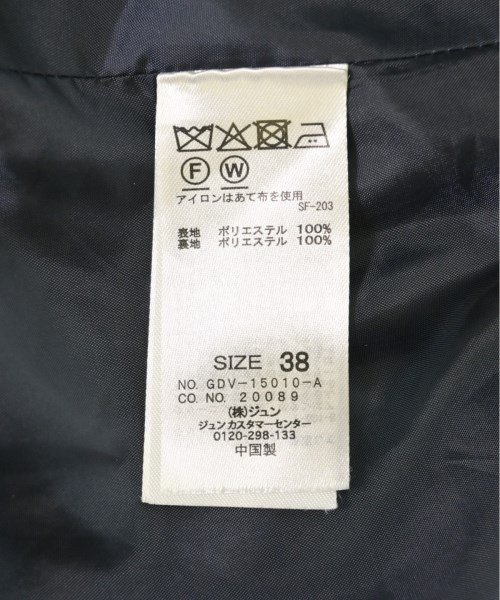 F W
アイロンはあて布を使用
SF-203
表地 ポリエステル 100%
裏地 ポリエステル 100%
SIZE 38
NO. GDV-15010-A
CO. NO. 20089
(株)ジュン
ジュンカスタマーセンター
0120-298-133
中国製